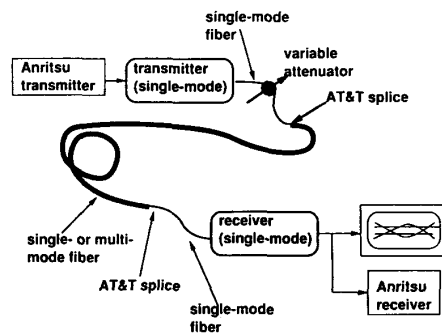 single-mode
fiber
variable
attenuator
Anritsu
transmitter
transmitter
(single-mode)
AT&T splice
single- or multi-
mode fiber
AT&T splice
single-mode
fiber
receiver
(single-mode)
Anritsu
receiver